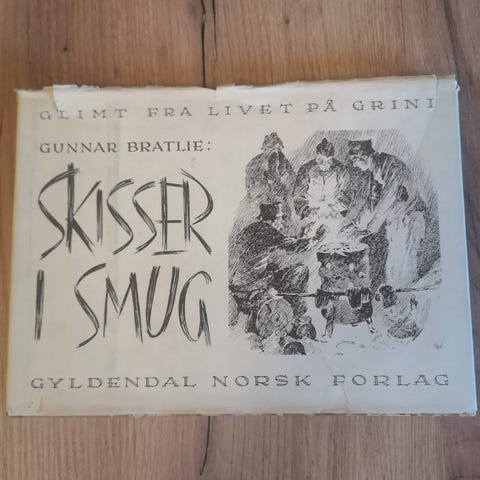 GLIMT FRA LIVET PÅ GRINI
GUNNAR BRATLIE:
SKISSER
I SMUG
GYLDENDAL NORSK FORLAG